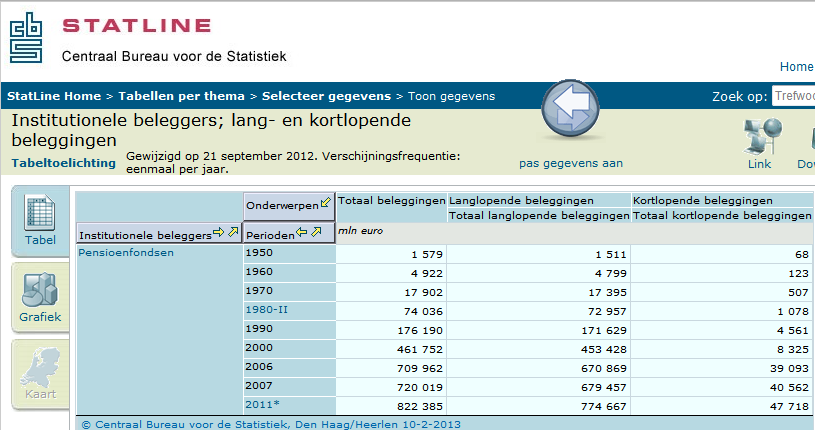 cbs
STATLINE
Centraal Bureau voor de Statistiek
Home
StatLine Home > Tabellen per thema > Selecteer gegevens > Toon gegevens
Zoek op: Trefwoo
Institutionele beleggers; lang- en kortlopende
beleggingen
Tabeltoelichting Gewijzigd op 21 september 2012. Verschijningsfrequentie:
eenmaal per jaar.
pas gegevens aan
Link
Dov
Tabel
Grafiek
Kaart
Onderwerpen Totaal beleggingen Langlopende beleggingen Kortlopende beleggingen
Totaal langlopende beleggingen Totaal kortlopende beleggingen
Institutionele beleggers Perioden mln euro
Pensioenfondsen 1950 1 579 1 511 68
1960 4 922 4 799 123
1970 17 902 17 395 507
1980-II 74 036 72 957 1 078
1990 176 190 171 629 4 561
2000 461 752 453 428 8 325
2006 709 962 670 869 39 093
2007 720 019 679 457 40 562
2011* 822 385 774 667 47 718
© Centraal Bureau voor de Statistiek, Den Haag/Heerlen 10-2-2013